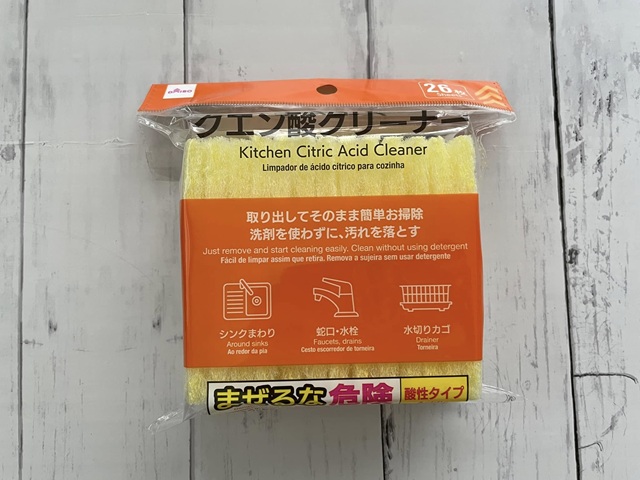 DAISO
26
クエン酸クリーナー
Kitchen Citric Acid Cleaner
Limpador de ácido cítrico para cozinha
取り出してそのまま簡単お掃除
洗剤を使わずに、汚れを落とす
Just remove and start cleaning easily. Clean without using detergent
Fácil de limpar assim que retira. Remova a sujeira sem usar detergente
シンクまわり
Around sinks
Ao redor da pia
蛇口・水栓
Faucets, drains
Cesto escorredor de torneira
水切りカゴ
Drainer
Torneira
まぜるな危険
酸性タイプ